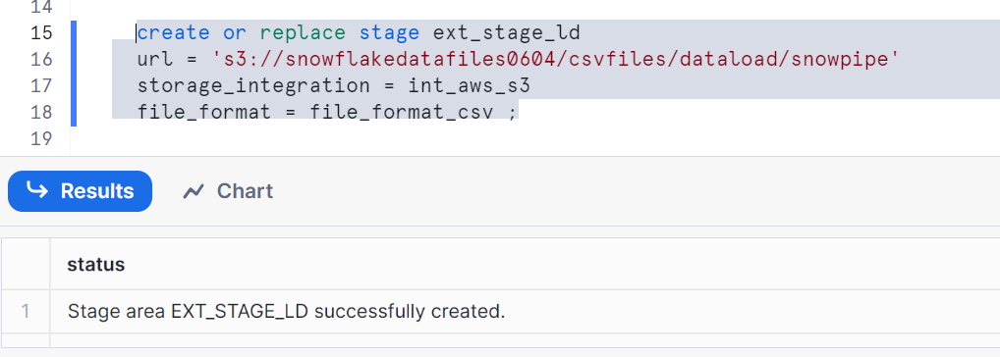 14
15 create or replace stage ext_stage_ld
16 url = 's3://snowflakedatafiles0604/csvfiles/dataload/snowpipe'
17 storage_integration = int_aws_s3
18 file_format = file_format_csv ;
19
Results Chart
status
1 Stage area EXT_STAGE_LD successfully created.